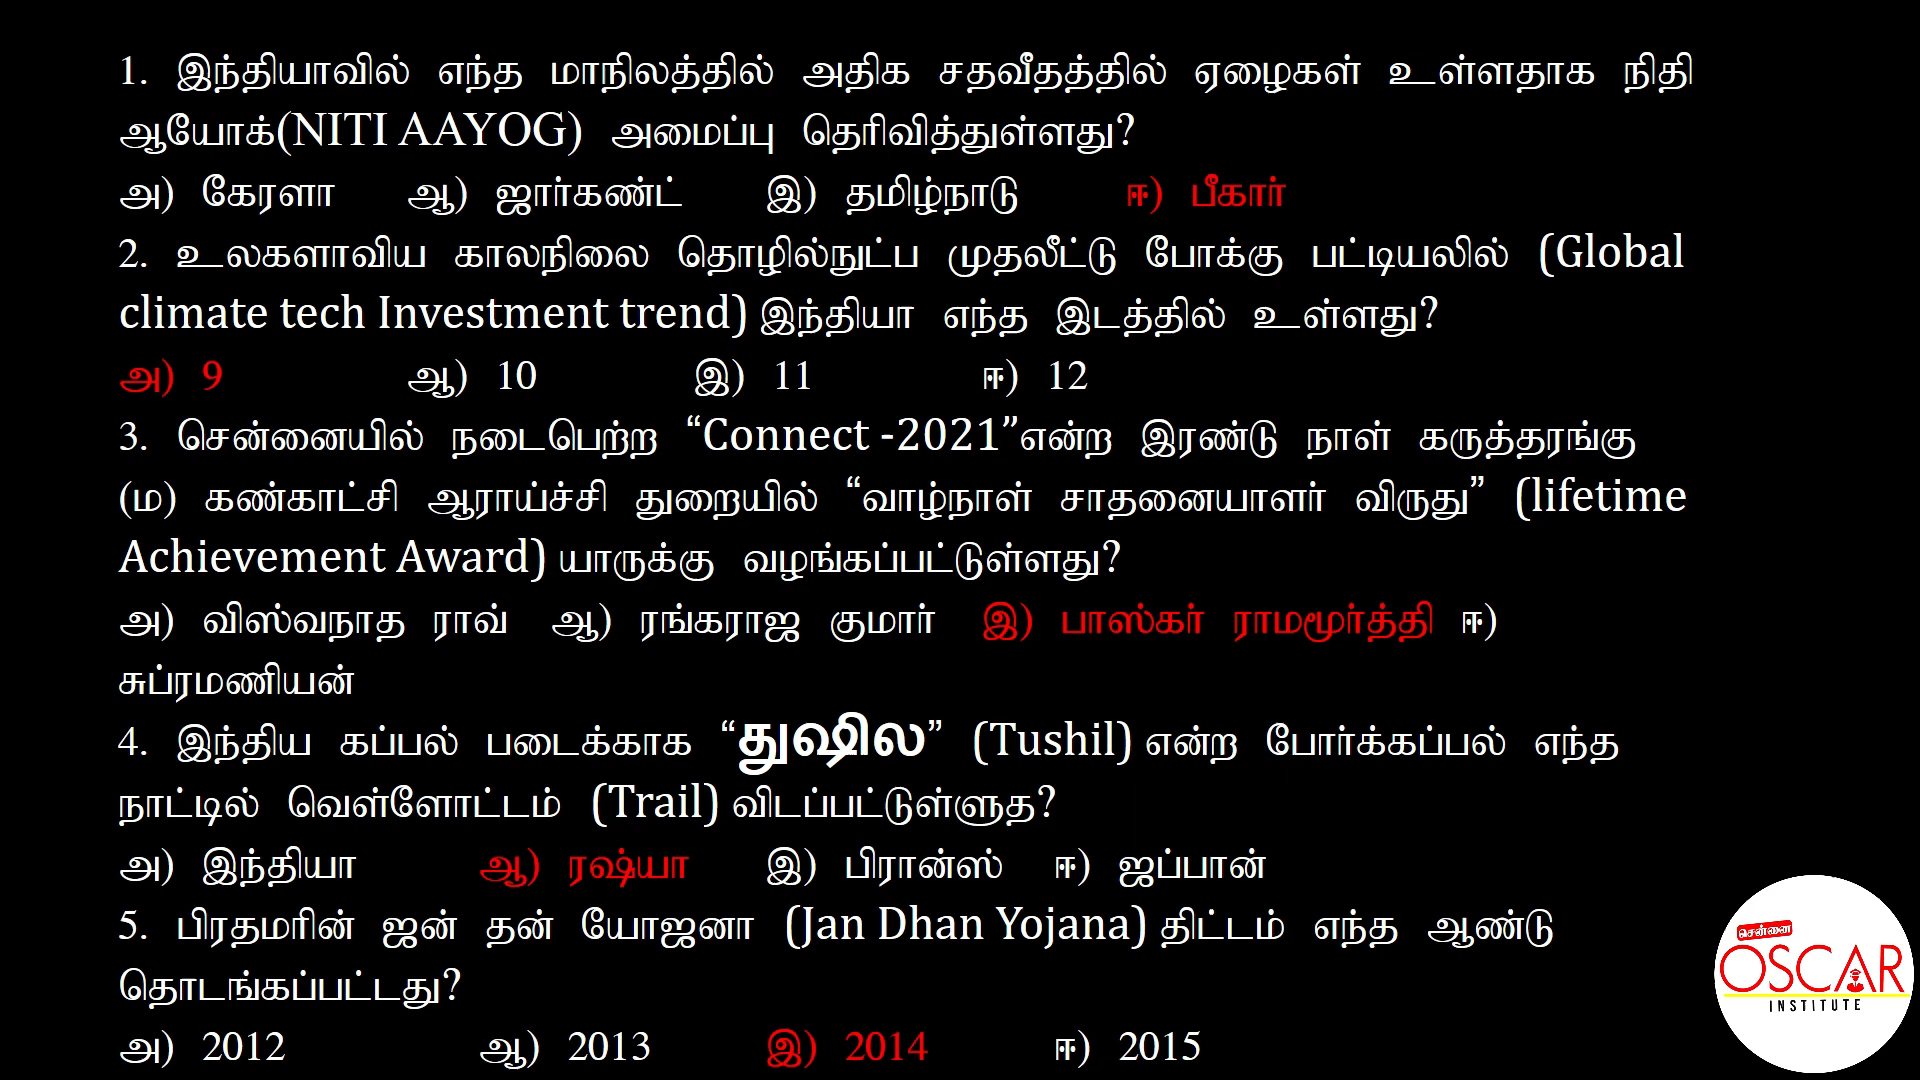 1. இந்தியாவில் எந்த மாநிலத்தில் அதிக சதவீதத்தில் ஏழைகள் உள்ளதாக நிதி
ஆயோக்(NITI AAYOG) அமைப்பு தெரிவித்துள்ளது?
அ) கேரளா ஆ) ஜார்கண்ட் இ) தமிழ்நாடு ஈ) பீகார்
2. உலகளாவிய காலநிலை தொழில்நுட்ப முதலீட்டு போக்கு பட்டியலில் (Global
climate tech Investment trend) இந்தியா எந்த இடத்தில் உள்ளது?
அ) 9 ஆ) 10 இ) 11 ஈ) 12
3. சென்னையில் நடைபெற்ற “Connect -2021”என்ற இரண்டு நாள் கருத்தரங்கு
(ம) கண்காட்சி ஆராய்ச்சி துறையில் “வாழ்நாள் சாதனையாளர் விருது” (lifetime
Achievement Award) யாருக்கு வழங்கப்பட்டுள்ளது?
அ) விஸ்வநாத ராவ் ஆ) ரங்கராஜ குமார் இ) பாஸ்கர் ராமமூர்த்தி ஈ)
சுப்ரமணியன்
4. இந்திய கப்பல் படைக்காக “துஷில” (Tushil) என்ற போர்க்கப்பல் எந்த
நாட்டில் வெள்ளோட்டம் (Trail) விடப்பட்டுள்ளுத?
அ) இந்தியா ஆ) ரஷ்யா இ) பிரான்ஸ் ஈ) ஜப்பான்
5. பிரதமரின் ஜன் தன் யோஜனா (Jan Dhan Yojana) திட்டம் எந்த ஆண்டு
தொடங்கப்பட்டது?
அ) 2012 ஆ) 2013 இ) 2014 ஈ) 2015
சென்னை
OSCAR
INSTITUTE